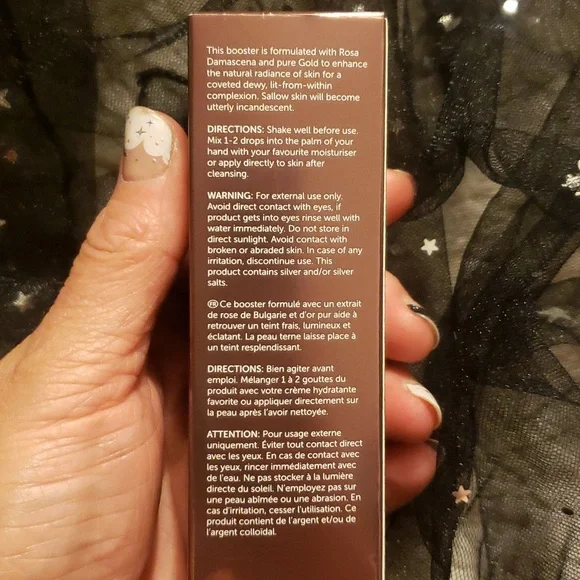 This booster is formulated with Rosa
Damascena and pure Gold to enhance
the natural radiance of skin for a
coveted dewy, lit-from-within
complexion. Sallow skin will become
utterly incandescent.
DIRECTIONS: Shake well before use.
Mix 1-2 drops into the palm of your
hand with your favourite moisturiser
or apply directly to skin after
cleansing.
WARNING: For external use only.
Avoid direct contact with eyes, if
product gets into eyes rinse well with
water immediately. Do not store in
direct sunlight. Avoid contact with
broken or abraded skin. In case of any
irritation, discontinue use. This
product contains silver and/or silver
salts.
FR Ce booster formulé avec un extrait
de rose de Bulgarie et d'or pur aide à
retrouver un teint frais, lumineux et
éclatant. La peau terne laisse place à
un teint resplendissant.
DIRECTIONS: Bien agiter avant
emploi. Mélanger 1 à 2 gouttes du
produit avec votre crème hydratante
favorite ou appliquer directement sur
la peau après l'avoir nettoyée.
ATTENTION: Pour usage externe
uniquement. Éviter tout contact direct
avec les yeux. En cas de contact avec
les yeux, rincer immédiatement avec
de l'eau. Ne pas stocker à la lumière
directe du soleil. N'employez pas sur
une peau abîmée ou une abrasion. En
cas d'irritation, cesser l'utilisation. Ce
produit contient de l'argent et/ou de
l'argent colloidal.